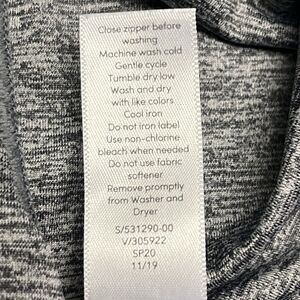 Close zipper before
washing
Machine wash cold
Gentle cycle
Tumble dry low
Wash and dry
with like colors
Cool iron
Do not iron label
Use non-chlorine
bleach when needed
Do not use fabric
softener
Remove promptly
from Washer and
Dryer
S/531290-00
V/305922
SP20
11/19